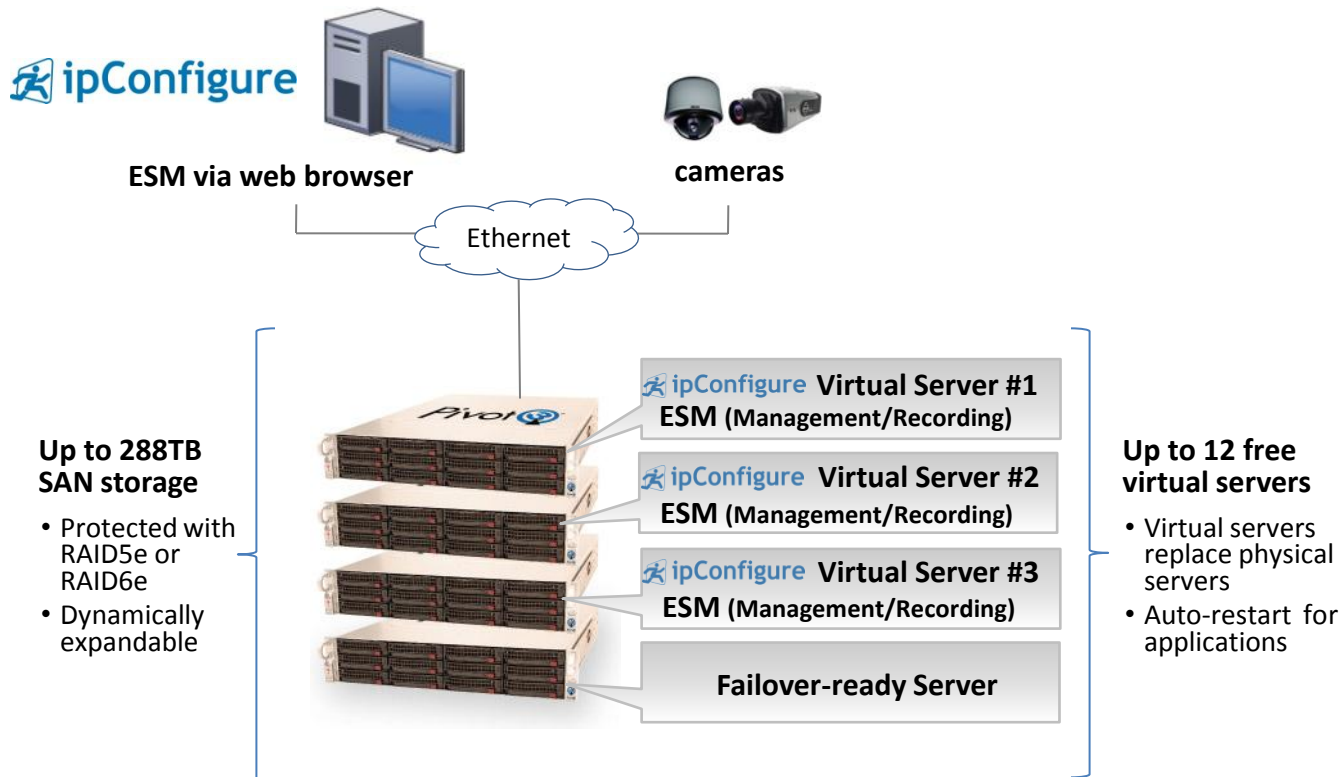 ipConfigure
ESM via web browser
cameras
Ethernet
Pivot3
ipConfigure Virtual Server #1
ESM (Management/Recording)
ipConfigure Virtual Server #2
ESM (Management/Recording)
ipConfigure Virtual Server #3
ESM (Management/Recording)
Failover-ready Server
Up to 288TB
SAN storage
• Protected with
RAID5e or
RAID6e
• Dynamically
expandable
Up to 12 free
virtual servers
• Virtual servers
replace physical
servers
• Auto-restart for
applications